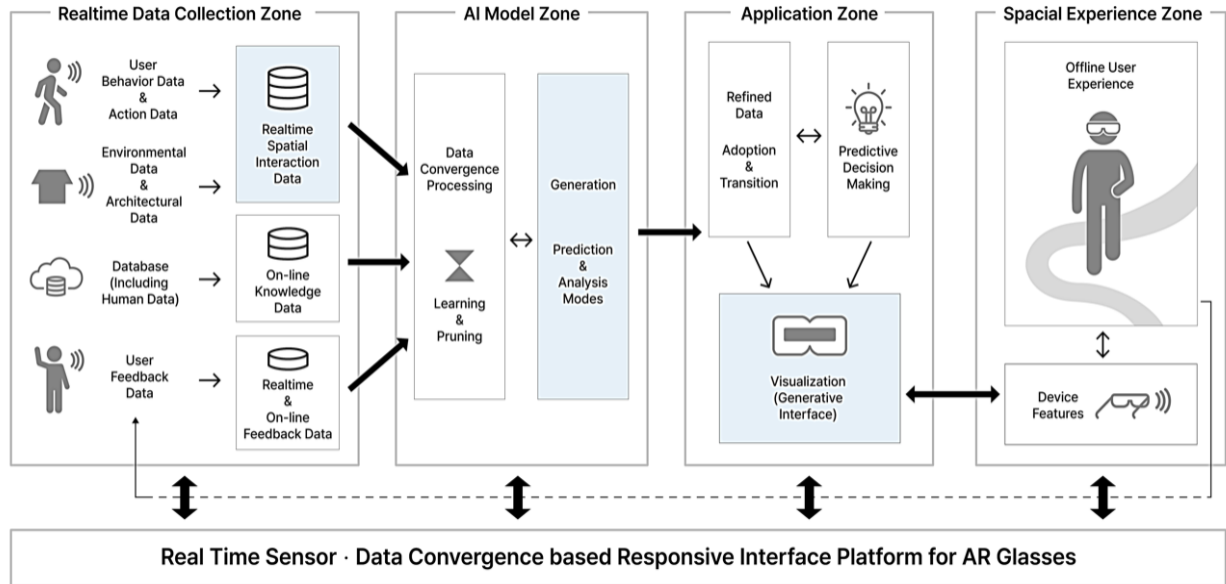 Realtime Data Collection Zone
User
Behavior Data
&
Action Data
Environmental
Data
&
Architectural
Data
Database
(Including
Human Data)
User
Feedback
Data
Realtime
Spatial
Interaction
Data
On-line
Knowledge
Data
Realtime
&
On-line
Feedback Data
AI Model Zone
Data
Convergence
Processing
Learning
&
Pruning
Generation
Prediction
&
Analysis
Modes
Application Zone
Refined
Data
Adoption
&
Transition
Predictive
Decision
Making
Visualization
(Generative
Interface)
Spacial Experience Zone
Offline User
Experience
Device
Features
Real Time Sensor · Data Convergence based Responsive Interface Platform for AR Glasses